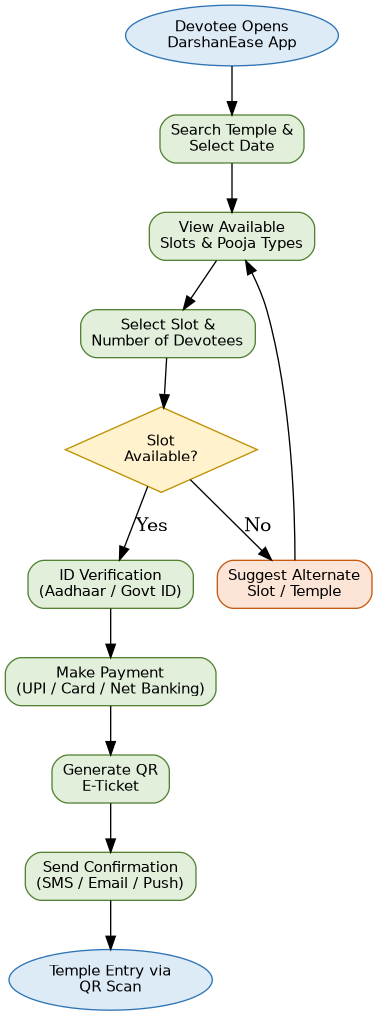 Devotee Opens
DarshanEase App
Search Temple &
Select Date
View Available
Slots & Pooja Types
Select Slot &
Number of Devotees
Slot
Available?
Yes
No
ID Verification
(Aadhaar / Govt ID)
Suggest Alternate
Slot / Temple
Make Payment
(UPI / Card / Net Banking)
Generate QR
E-Ticket
Send Confirmation
(SMS / Email / Push)
Temple Entry via
QR Scan